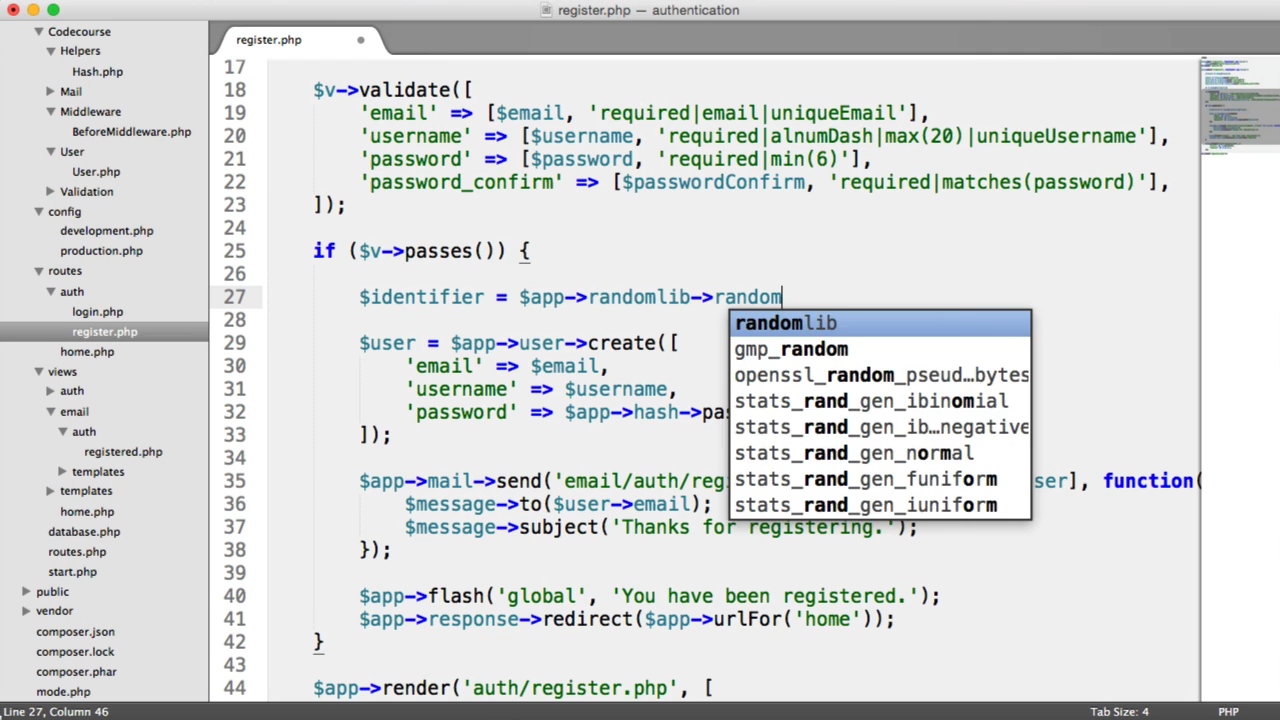 register.php — authentication
Codecourse
Helpers
Hash.php
Mail
Middleware
BeforeMiddleware.php
User
User.php
Validation
config
development.php
production.php
routes
auth
login.php
register.php
home.php
views
auth
email
auth
registered.php
templates
templates
home.php
database.php
routes.php
start.php
public
vendor
composer.json
composer.lock
composer.phar
mode.php
register.php
17
18 $v->validate([
19 'email' => [$email, 'required|email|uniqueEmail'],
20 'username' => [$username, 'required|alnumDash|max(20)|uniqueUsername'],
21 'password' => [$password, 'required|min(6)'],
22 'password_confirm' => [$passwordConfirm, 'required|matches(password)'],
23 ]);
24
25 if ($v->passes()) {
26
27 $identifier = $app->randomlib->random
28
29 $user = $app->user->create([
30 'email' => $email,
31 'username' => $username,
32 'password' => $app->hash->pas
33 ]);
34
35 $app->mail->send('email/auth/reg ser], function(
36 $message->to($user->email);
37 $message->subject('Thanks for registering.');
38 });
39
40 $app->flash('global', 'You have been registered.');
41 $app->response->redirect($app->urlFor('home'));
42 }
43
44 $app->render('auth/register.php', [
randomlib
gmp_random
openssl_random_pseud…bytes
stats_rand_gen_ibinomial
stats_rand_gen_ib…negative
stats_rand_gen_normal
stats_rand_gen_funiform
stats_rand_gen_iuniform
Line 27, Column 46
Tab Size: 4
PHP